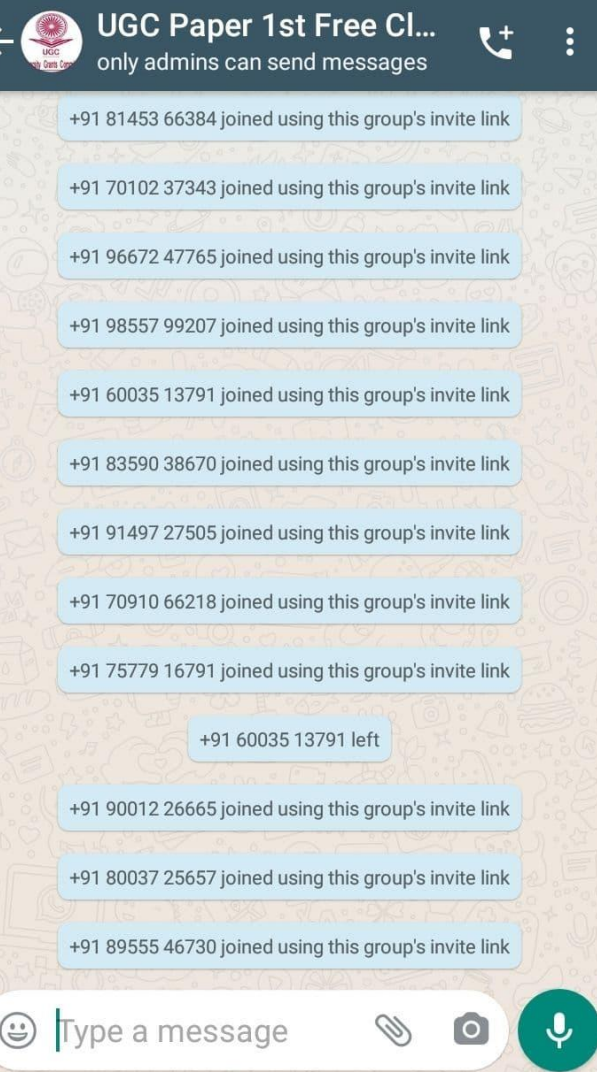 UGC Paper 1st Free Cl...
only admins can send messages
UGC
+91 81453 66384 joined using this group's invite link
+91 70102 37343 joined using this group's invite link
+91 96672 47765 joined using this group's invite link
+91 98557 99207 joined using this group's invite link
+91 60035 13791 joined using this group's invite link
+91 83590 38670 joined using this group's invite link
+91 91497 27505 joined using this group's invite link
+91 70910 66218 joined using this group's invite link
+91 75779 16791 joined using this group's invite link
+91 60035 13791 left
+91 90012 26665 joined using this group's invite link
+91 80037 25657 joined using this group's invite link
+91 89555 46730 joined using this group's invite link
Type a message